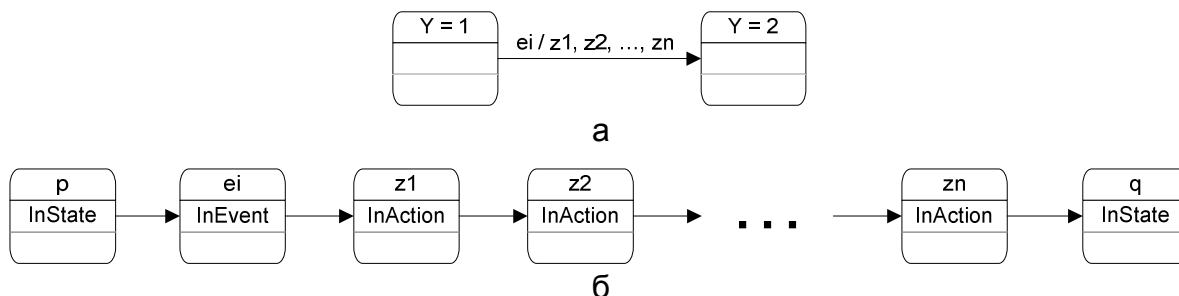 Y = 1
ei / z1, z2, ..., zn
Y = 2
а
p
ei
z1
z2
zn
q
InState
InEvent
InAction
InAction
. . .
InAction
InState
б